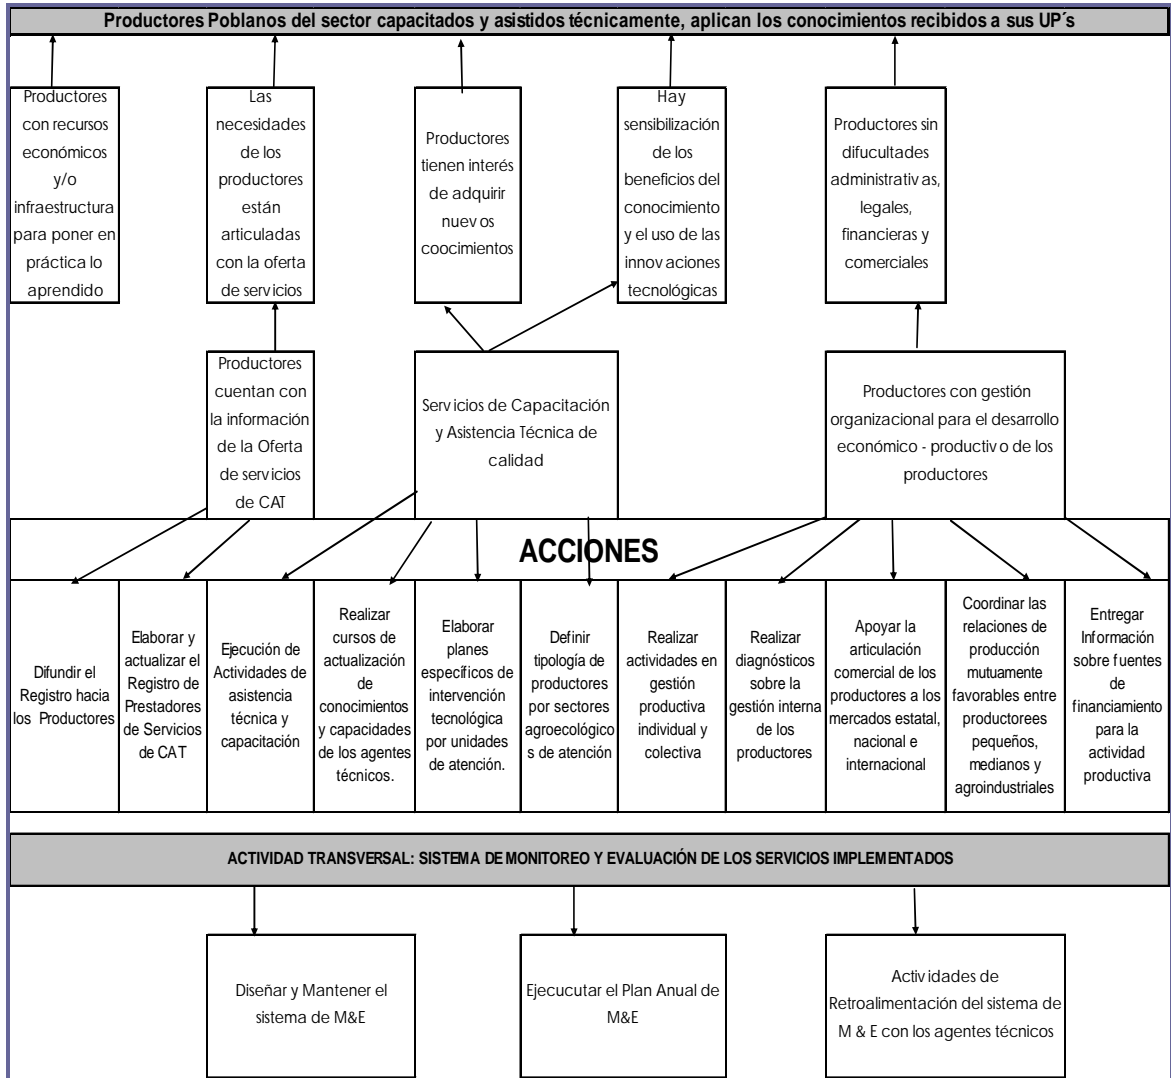 Productores Poblanos del sector capacitados y asistidos técnicamente, aplican los conocimientos recibidos a sus UP´s
Productores
con recursos
económicos
y/o
infraestructura
para poner en
práctica lo
aprendido
Las
necesidades
de los
productores
están
articuladas
con la oferta
de servicios
Productores
tienen interés
de adquirir
nuevos
coocimientos
Hay
sensibilización
de los
beneficios del
conocimiento
y el uso de las
innovaciones
tecnológicas
Productores sin
difucultades
administrativas,
legales,
financieras y
comerciales
Productores
cuentan con
la información
de la Oferta
de servicios
de CAT
Servicios de Capacitación
y Asistencia Técnica de
calidad
Productores con gestión
organizacional para el desarrollo
económico - productivo de los
productores
ACCIONES
Difundir el
Registro hacia
los Productores
Elaborar y
actualizar el
Registro de
Prestadores
de Servicios
de CAT
Ejecución de
Actividades de
asistencia
técnica y
capacitación
Realizar
cursos de
actualización
de
conocimientos
y capacidades
de los agentes
técnicos.
Elaborar
planes
específicos de
intervención
tecnológica
por unidades
de atención.
Definir
tipología de
productores
por sectores
agroecológico
s de atención
Realizar
actividades en
gestión
productiva
individual y
colectiva
Realizar
diagnósticos
sobre la
gestión interna
de los
productores
Apoyar la
articulación
comercial de los
productores a los
mercados estatal,
nacional e
internacional
Coordinar las
relaciones de
producción
mutuamente
favorables entre
productorees
pequeños,
medianos y
agroindustriales
Entregar
Información
sobre fuentes
de
financiamiento
para la
actividad
productiva
ACTIVIDAD TRANSVERSAL: SISTEMA DE MONITOREO Y EVALUACIÓN DE LOS SERVICIOS IMPLEMENTADOS
Diseñar y Mantener el
sistema de M&E
Ejecucutar el Plan Anual de
M&E
Actividades de
Retroalimentación del sistema de
M & E con los agentes técnicos